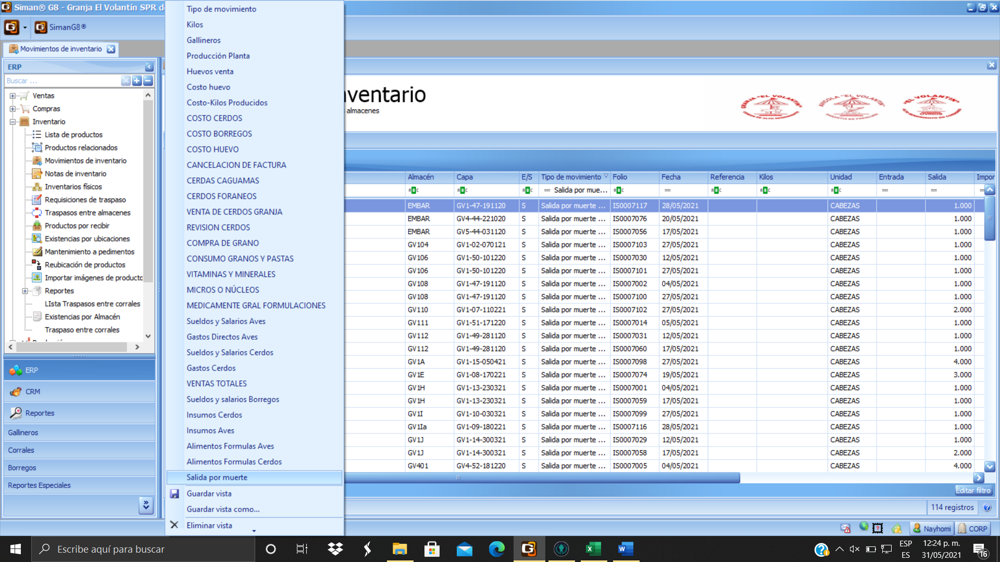 Siman® G8 - Granja El Volantín SPR d
SimanG8®
Movimientos de inventario
ERP
Buscar ...
Ventas
Compras
Inventario
Lista de productos
Productos relacionados
Movimientos de inventario
Notas de inventario
Inventarios físicos
Requisiciones de traspaso
Traspasos entre almacenes
Productos por recibir
Existencias por ubicaciones
Mantenimiento a pedimentos
Reubicación de productos
Importar imágenes de producto
Reportes
LIsta Traspasos entre corrales
Existencias por Almacén
Traspaso entre corrales
ERP
CRM
Reportes
Gallineros
Corrales
Borregos
Reportes Especiales
Tipo de movimiento
Kilos
Gallineros
Producción Planta
Huevos venta
Costo huevo
Costo-Kilos Producidos
COSTO CERDOS
COSTO BORREGOS
COSTO HUEVO
CANCELACION DE FACTURA
CERDAS CAGUAMAS
CERDOS FORANEOS
VENTA DE CERDOS GRANJA
REVISION CERDOS
COMPRA DE GRANO
CONSUMO GRANOS Y PASTAS
VITAMINAS Y MINERALES
MICROS O NÚCLEOS
MEDICAMENTE GRAL FORMULACIONES
Sueldos y Salarios Aves
Gastos Directos Aves
Sueldos y Salarios Cerdos
Gastos Cerdos
VENTAS TOTALES
Sueldos y salarios Borregos
Insumos Cerdos
Insumos Aves
Alimentos Formulas Aves
Alimentos Formulas Cerdos
Salida por muerte
Guardar vista
Guardar vista como...
Eliminar vista
ventario
almacenes
GRANJA "EL VOLANTIN"
AVICOLA "EL VOLANTIN"
GARANTIA DE FRESCURA
"EL VOLANTIN"
OVINOS
Almacén Capa E/S Tipo de movimiento Folio Fecha Referencia Kilos Unidad Entrada Salida Impor
ABC ABC ABC = Salida por mue... ABC = ABC ABC ABC = = =
EMBAR GV1-47-191120 S Salida por muerte ... IS0007117 28/05/2021 CABEZAS 1.000
EMBAR GV4-44-221020 S Salida por muerte ... IS0007076 20/05/2021 CABEZAS 1.000
EMBAR GV5-44-031120 S Salida por muerte ... IS0007056 17/05/2021 CABEZAS 1.000
GV104 GV1-02-070121 S Salida por muerte ... IS0007103 27/05/2021 CABEZAS 1.000
GV106 GV1-50-101220 S Salida por muerte ... IS0007030 12/05/2021 CABEZAS 1.000
GV106 GV1-50-101220 S Salida por muerte ... IS0007101 27/05/2021 CABEZAS 1.000
GV108 GV1-47-191120 S Salida por muerte ... IS0007002 04/05/2021 CABEZAS 1.000
GV108 GV1-47-191120 S Salida por muerte ... IS0007100 27/05/2021 CABEZAS 1.000
GV110 GV1-07-110221 S Salida por muerte ... IS0007102 27/05/2021 CABEZAS 2.000
GV111 GV1-51-171220 S Salida por muerte ... IS0007014 05/05/2021 CABEZAS 1.000
GV112 GV1-49-281120 S Salida por muerte ... IS0007031 12/05/2021 CABEZAS 1.000
GV112 GV1-49-281120 S Salida por muerte ... IS0007060 17/05/2021 CABEZAS 1.000
GV1A GV1-15-050421 S Salida por muerte ... IS0007098 27/05/2021 CABEZAS 4.000
GV1E GV1-08-170221 S Salida por muerte ... IS0007074 19/05/2021 CABEZAS 3.000
GV1H GV1-13-230321 S Salida por muerte ... IS0007001 04/05/2021 CABEZAS 1.000
GV1H GV1-13-230321 S Salida por muerte ... IS0007059 17/05/2021 CABEZAS 1.000
GV1I GV1-10-030321 S Salida por muerte ... IS0007099 27/05/2021 CABEZAS 1.000
GV1Ia GV1-09-180221 S Salida por muerte ... IS0007116 28/05/2021 CABEZAS 1.000
GV1J GV1-14-300321 S Salida por muerte ... IS0007029 12/05/2021 CABEZAS 1.000
GV1J GV1-14-300321 S Salida por muerte ... IS0007058 17/05/2021 CABEZAS 2.000
GV401 GV4-52-181220 S Salida por muerte ... IS0007005 04/05/2021 CABEZAS 4.000
Editar filtro
114 registros
Nayhomi
CORP
Escribe aquí para buscar
ESP
ES
12:24 p. m.
31/05/2021
16